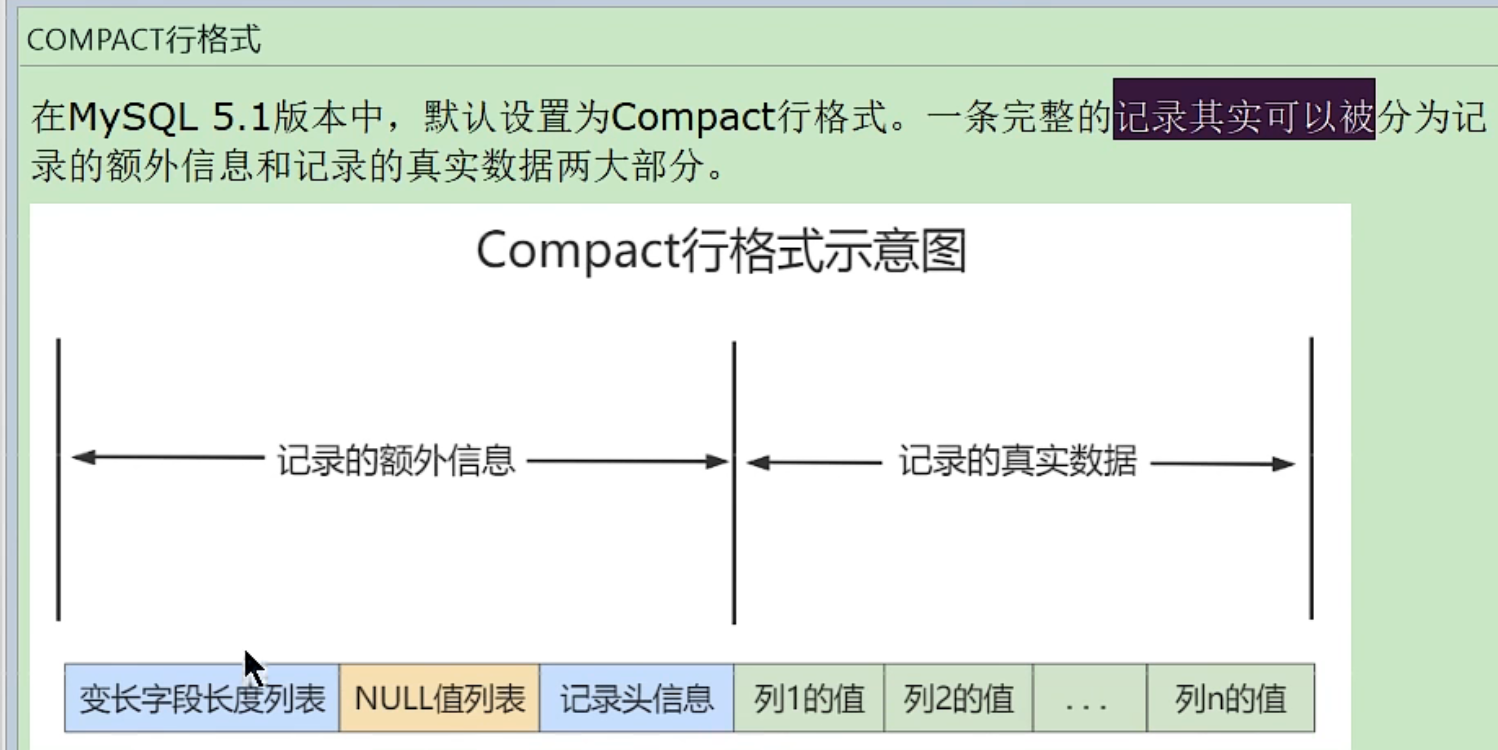 COMPACT行格式
在MySQL 5.1版本中，默认设置为Compact行格式。一条完整的记录其实可以被分为记
录的额外信息和记录的真实数据两大部分。
Compact行格式示意图
记录的额外信息 记录的真实数据
变长字段长度列表 NULL值列表 记录头信息 列1的值 列2的值 ... 列n的值